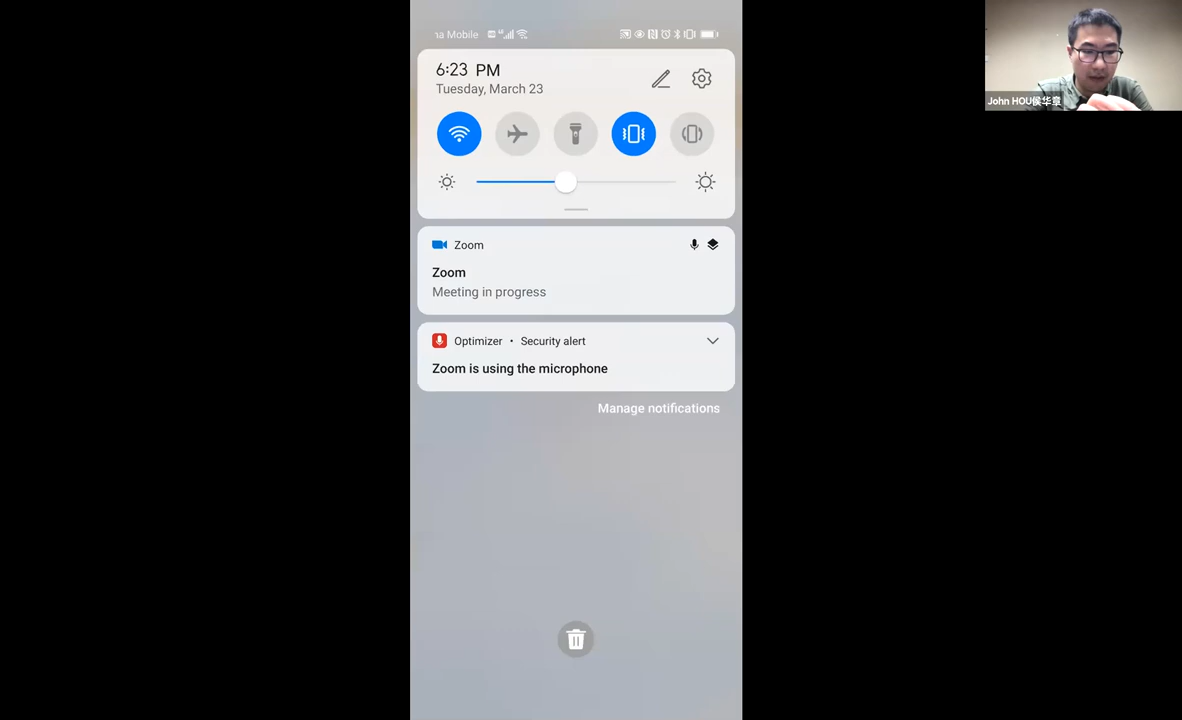 na Mobile
6:23 PM
Tuesday, March 23
Zoom
Zoom
Meeting in progress
Optimizer • Security alert
Zoom is using the microphone
Manage notifications
John HOU侯华章